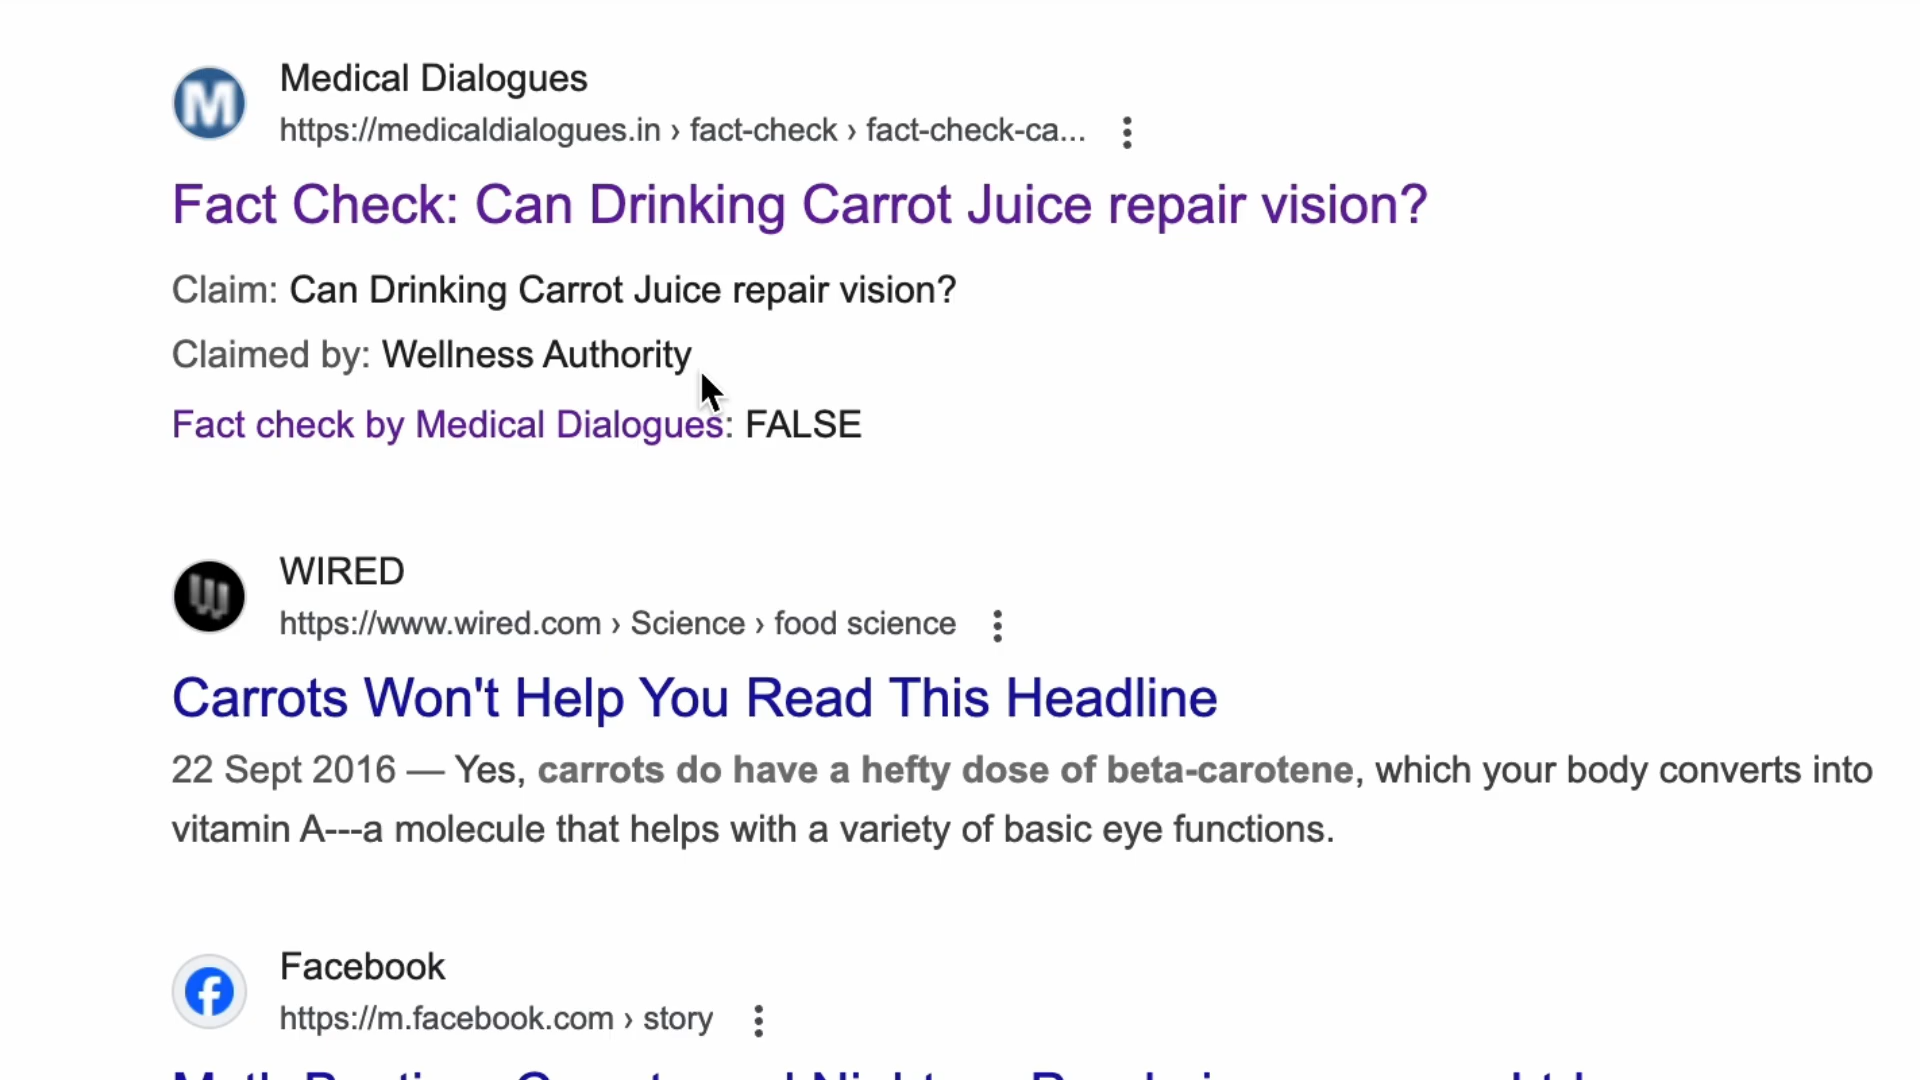 Medical Dialogues
https://medicaldialogues.in › fact-check › fact-check-ca...
Fact Check: Can Drinking Carrot Juice repair vision?
Claim: Can Drinking Carrot Juice repair vision?
Claimed by: Wellness Authority
Fact check by Medical Dialogues: FALSE
WIRED
https://www.wired.com › Science › food science
Carrots Won't Help You Read This Headline
22 Sept 2016 — Yes, carrots do have a hefty dose of beta-carotene, which your body converts into
vitamin A---a molecule that helps with a variety of basic eye functions.
Facebook
https://m.facebook.com › story